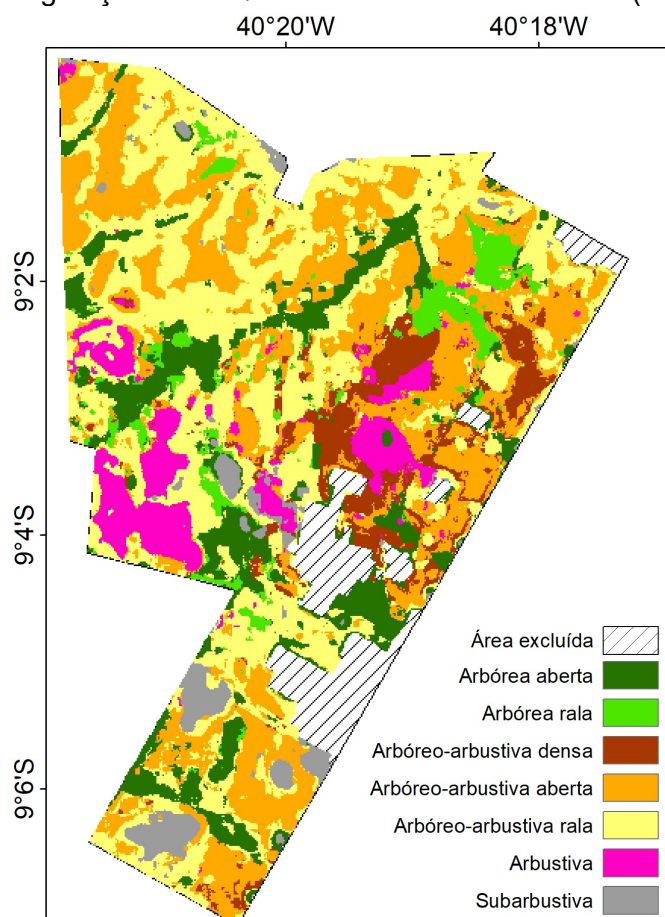 40°20'W 40°18'W
9°2'S
9°4'S
9°6'S
Área excluída
Arbórea aberta
Arbórea rala
Arbóreo-arbustiva densa
Arbóreo-arbustiva aberta
Arbóreo-arbustiva rala
Arbustiva
Subarbustiva